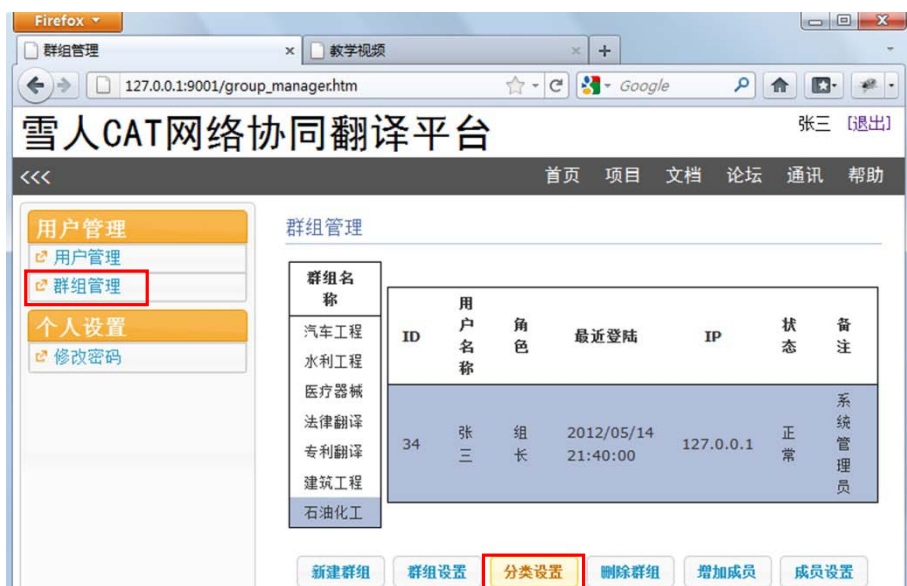 Firefox
群组管理
教学视频
127.0.0.1:9001/group_manager.htm
Google
雪人CAT网络协同翻译平台
张三 [退出]
<<<
首页 项目 文档 论坛 通讯 帮助
用户管理
用户管理
群组管理
个人设置
修改密码
群组管理
群组名
称
汽车工程
水利工程
医疗器械
法律翻译
专利翻译
建筑工程
石油化工
ID 用户名称 角色 最近登陆 IP 状态 备注
34 张三 组长 2012/05/14 21:40:00 127.0.0.1 正常 系统管理员
新建群组 群组设置 分类设置 删除群组 增加成员 成员设置